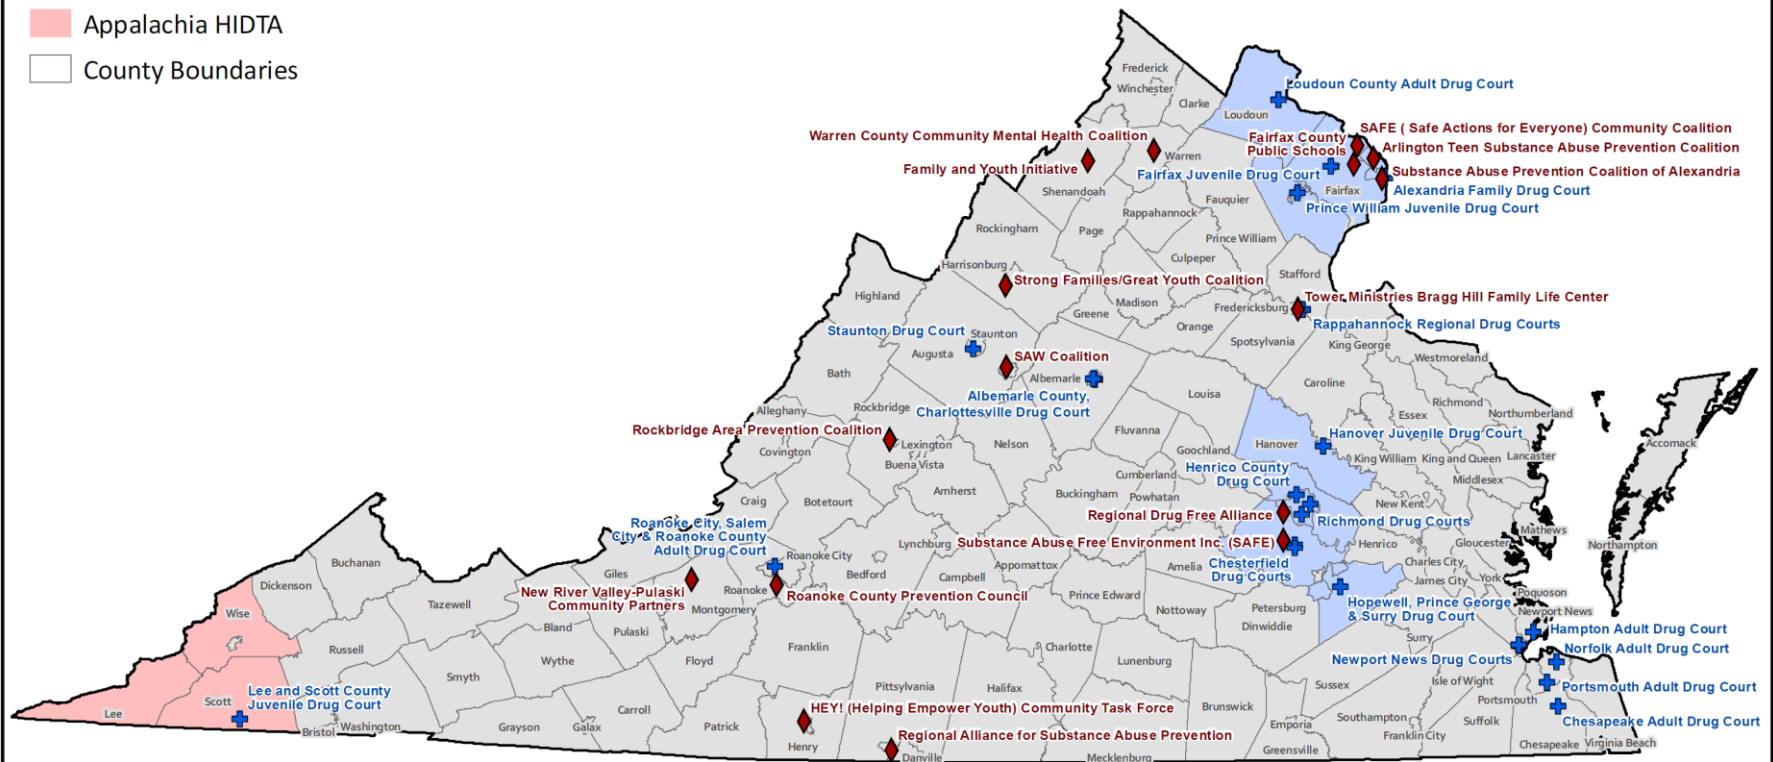 Appalachia HIDTA
County Boundaries
Frederick
Winchester
Clarke
Loudoun County Adult Drug Court
Loudoun
Warren County Community Mental Health Coalition
Fairfax County
Public Schools
SAFE ( Safe Actions for Everyone) Community Coalition
Arlington Teen Substance Abuse Prevention Coalition
Warren
Family and Youth Initiative
Fairfax Juvenile Drug Court
Substance Abuse Prevention Coalition of Alexandria
Shenandoah
Fairfax
Alexandria Family Drug Court
Fauquier
Prince William Juvenile Drug Court
Rappahannock
Rockingham
Page
Prince William
Culpeper
Harrisonburg
Stafford
Strong Families/Great Youth Coalition
Highland
Madison
Tower Ministries Bragg Hill Family Life Center
Fredericksburg
Greene
Rappahannock Regional Drug Courts
Orange
Staunton Drug Court
Staunton
Spotsylvania
King George
Augusta
SAW Coalition
Westmoreland
Bath
Albemarle
Caroline
Albemarle County,
Charlottesville Drug Court
Louisa
Richmond
Alleghany
Rockbridge
Essex
Northumberland
Rockbridge Area Prevention Coalition
Fluvanna
Hanover Juvenile Drug Court
Lexington
Nelson
Hanover
Accomack
Covington
Goochland
King William
King and Queen
Lancaster
Buena Vista
Henrico County
Drug Court
Cumberland
Middlesex
Amherst
Buckingham
Powhatan
Craig
Botetourt
New Kent
Regional Drug Free Alliance
Richmond Drug Courts
Roanoke City, Salem
City & Roanoke County
Adult Drug Court
Mathews
Lynchburg
Substance Abuse Free Environment Inc. (SAFE)
Henrico
Gloucester
Northampton
Roanoke City
Buchanan
Appomattox
Chesterfield
Drug Courts
Charles City
Amelia
Giles
Bedford
Campbell
James City
York
Dickenson
New River Valley-Pulaski
Community Partners
Roanoke
Roanoke County Prevention Council
Prince Edward
Poquoson
Tazewell
Montgomery
Nottoway
Petersburg
Hopewell, Prince George
& Surry Drug Court
Newport News
Wise
Bland
Pulaski
Dinwiddie
Hampton Adult Drug Court
Surry
Russell
Franklin
Charlotte
Norfolk Adult Drug Court
Wythe
Floyd
Lunenburg
Newport News Drug Courts
Smyth
Isle of Wight
Pittsylvania
Halifax
Sussex
Portsmouth Adult Drug Court
Lee and Scott County
Juvenile Drug Court
Scott
Portsmouth
Carroll
HEY! (Helping Empower Youth) Community Task Force
Brunswick
Lee
Southampton
Suffolk
Chesapeake Adult Drug Court
Washington
Grayson
Galax
Patrick
Emporia
Bristol
Regional Alliance for Substance Abuse Prevention
Franklin City
Henry
Greensville
Chesapeake
Virginia Beach
Danville
Mecklenburg